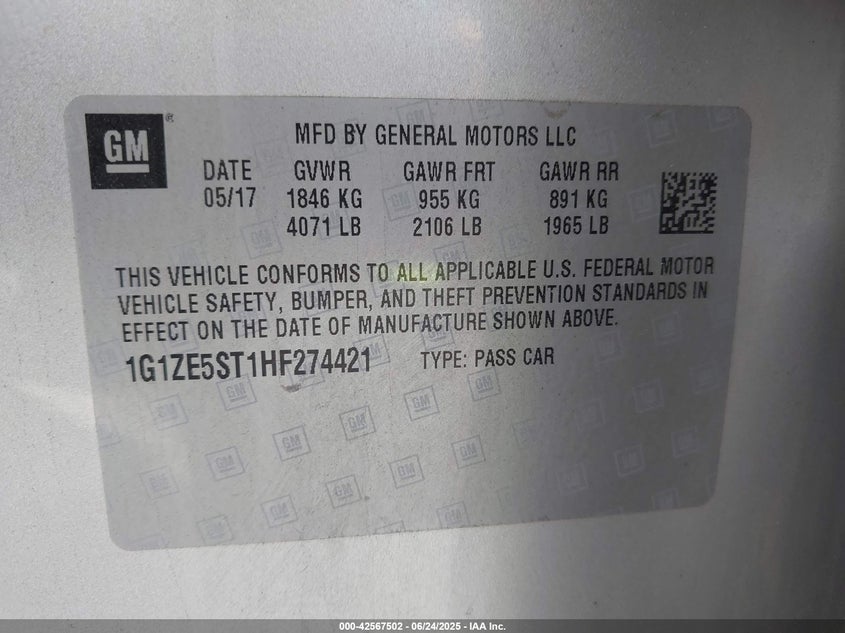 GM ®
MFD BY GENERAL MOTORS LLC
DATE GVWR GAWR FRT GAWR RR
05/17 1846 KG 955 KG 891 KG
4071 LB 2106 LB 1965 LB
THIS VEHICLE CONFORMS TO ALL APPLICABLE U.S. FEDERAL MOTOR
VEHICLE SAFETY, BUMPER, AND THEFT PREVENTION STANDARDS IN
EFFECT ON THE DATE OF MANUFACTURE SHOWN ABOVE.
1G1ZE5ST1HF274421 TYPE: PASS CAR
000-42567502 - 06/24/2025 - IAA Inc.